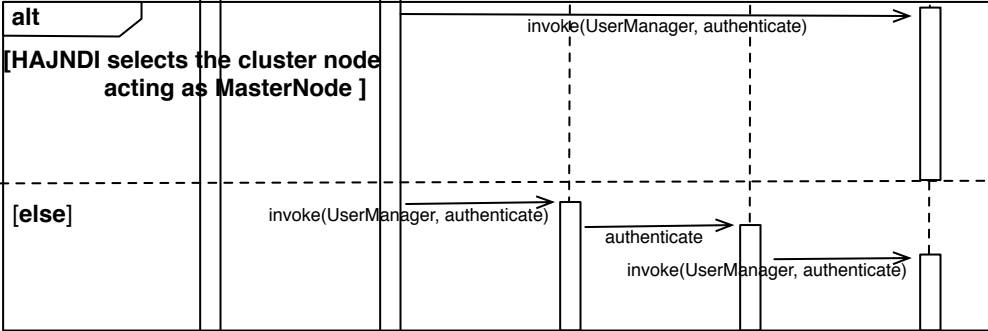 alt
invoke(UserManager, authenticate)
[HAJNDI selects the cluster node
acting as MasterNode ]
[else]
invoke(UserManager, authenticate)
authenticate
invoke(UserManager, authenticate)